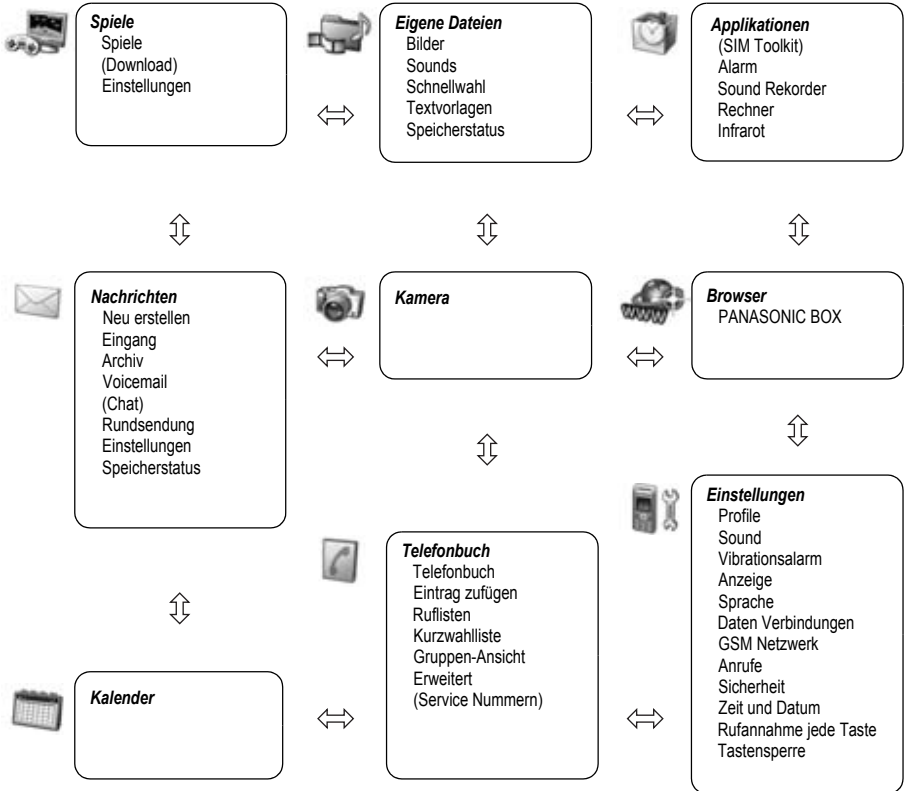 Spiele
Spiele
(Download)
Einstellungen
Eigene Dateien
Bilder
Sounds
Schnellwahl
Textvorlagen
Speicherstatus
Applikationen
(SIM Toolkit)
Alarm
Sound Rekorder
Rechner
Infrarot
Nachrichten
Neu erstellen
Eingang
Archiv
Voicemail
(Chat)
Rundsendung
Einstellungen
Speicherstatus
Kamera
WWW
Browser
PANASONIC BOX
Kalender
Telefonbuch
Telefonbuch
Eintrag zufügen
Ruflisten
Kurzwahlliste
Gruppen-Ansicht
Erweitert
(Service Nummern)
Einstellungen
Profile
Sound
Vibrationsalarm
Anzeige
Sprache
Daten Verbindungen
GSM Netzwerk
Anrufe
Sicherheit
Zeit und Datum
Rufannahme jede Taste
Tastensperre